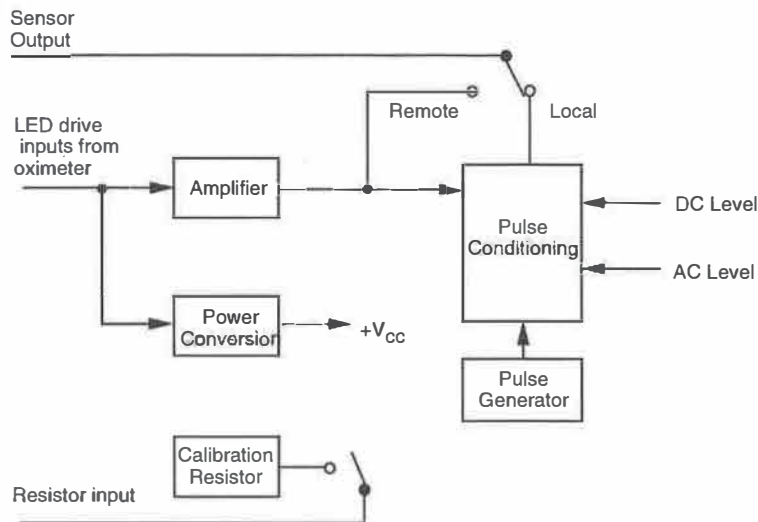 Sensor
Output
Remote
Local
LED drive
inputs from
oximeter
Amplifier
Pulse
Conditioning
DC Level
AC Level
Power
Conversion
+VCC
Pulse
Generator
Calibration
Resistor
Resistor input